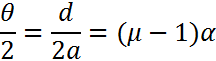 θ/2 = d/2a = (μ − 1)α